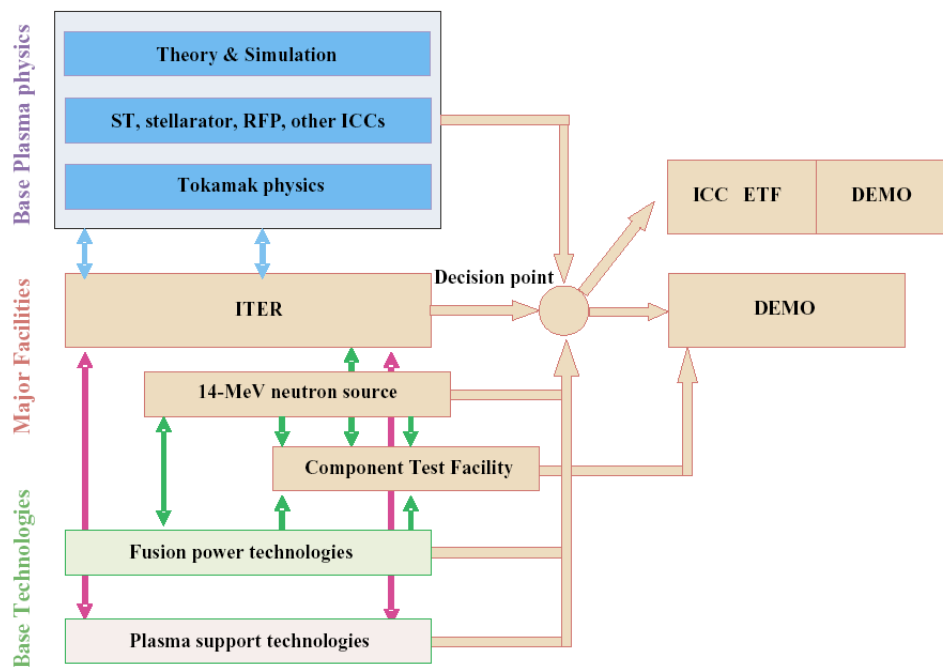 Base Plasma physics
Theory & Simulation
ST, stellarator, RFP, other ICCs
Tokamak physics
ICC ETF
DEMO
Major Facilities
ITER
Decision point
DEMO
14-MeV neutron source
Component Test Facility
Base Technologies
Fusion power technologies
Plasma support technologies